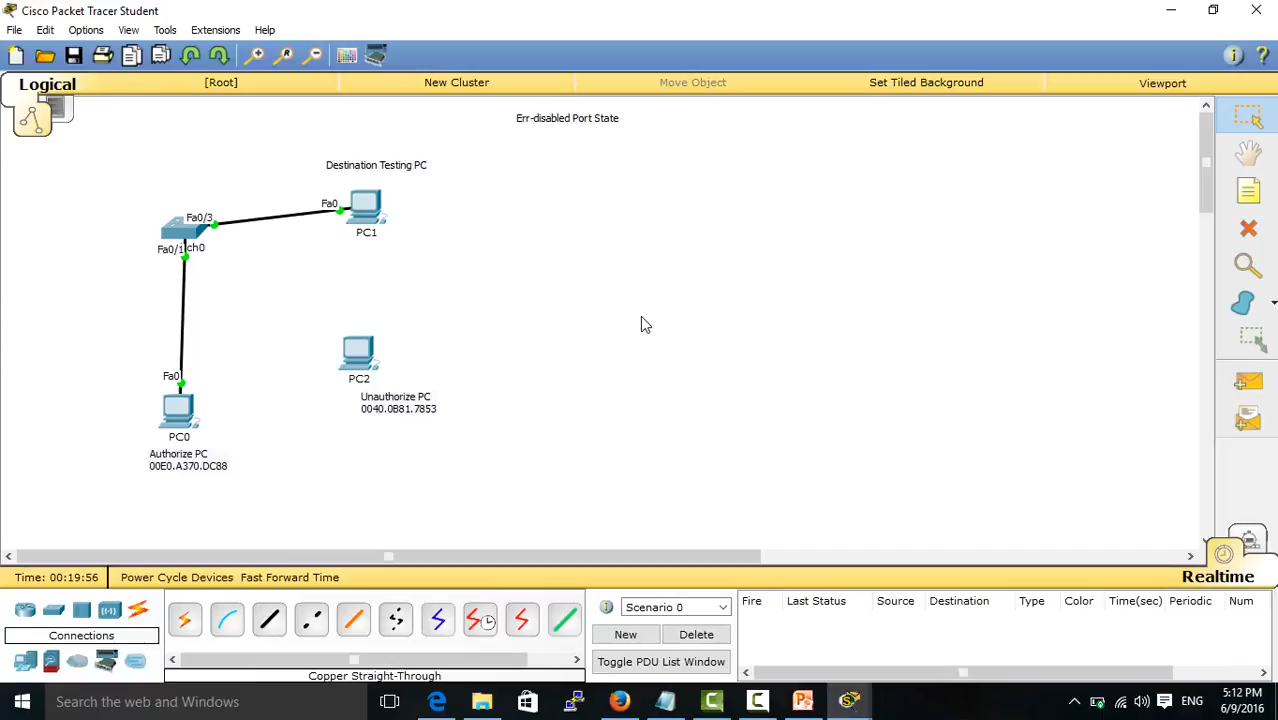 Cisco Packet Tracer Student
File Edit Options View Tools Extensions Help
Logical [Root] New Cluster Move Object Set Tiled Background Viewport
Err-disabled Port State
Destination Testing PC
Fa0/3 Fa0
PC1
Fa0/1 ch0
PC2
Fa0
Unauthorize PC
0040.0B81.7853
PC0
Authorize PC
00E0.A370.DC88
Time: 00:19:56 Power Cycle Devices Fast Forward Time Realtime
Scenario 0 Fire Last Status Source Destination Type Color Time(sec) Periodic Num
Connections New Delete
Toggle PDU List Window
Copper Straight-Through
Search the web and Windows ENG 5:12 PM
6/9/2016